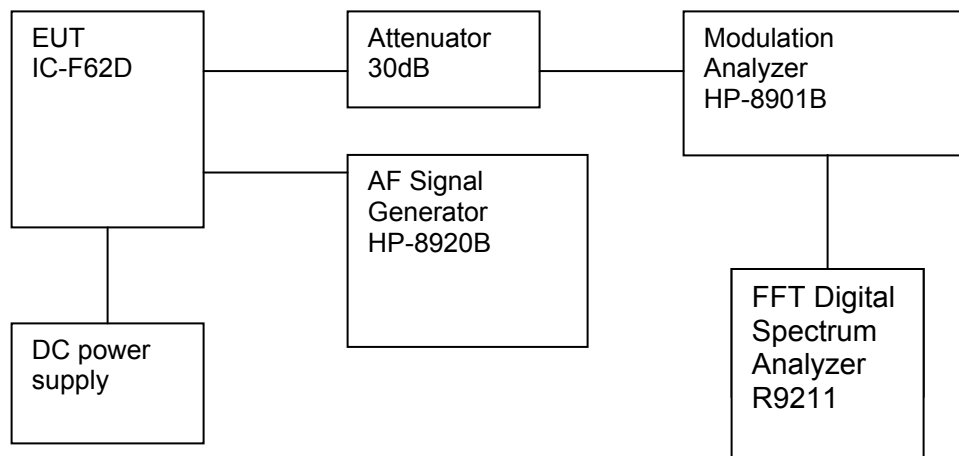 EUT
IC-F62D
Attenuator
30dB
Modulation
Analyzer
HP-8901B
AF Signal
Generator
HP-8920B
FFT Digital
Spectrum
Analyzer
R9211
DC power
supply